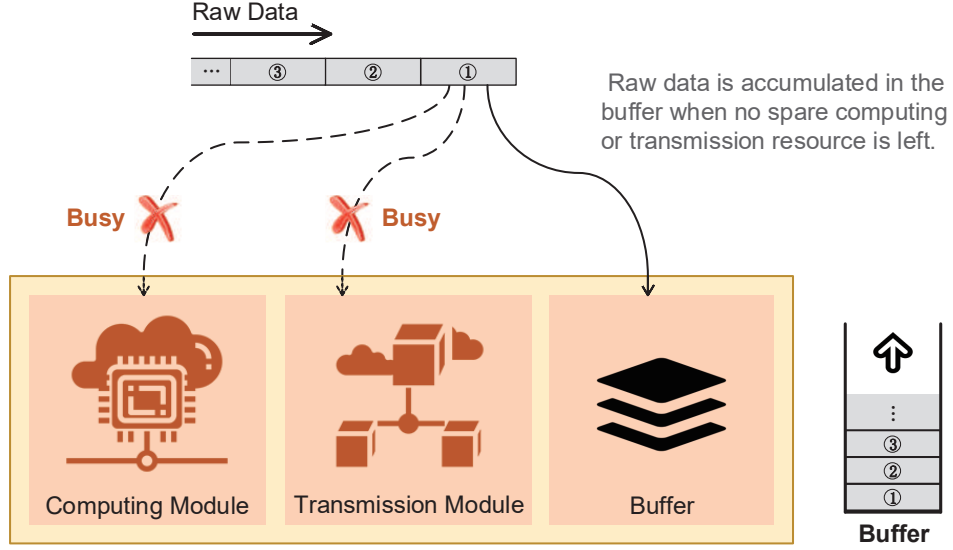 Raw Data
... ③ ② ①
Raw data is accumulated in the
buffer when no spare computing
or transmission resource is left.
Busy
Busy
Computing Module
Transmission Module
Buffer
⋮
③
②
①
Buffer